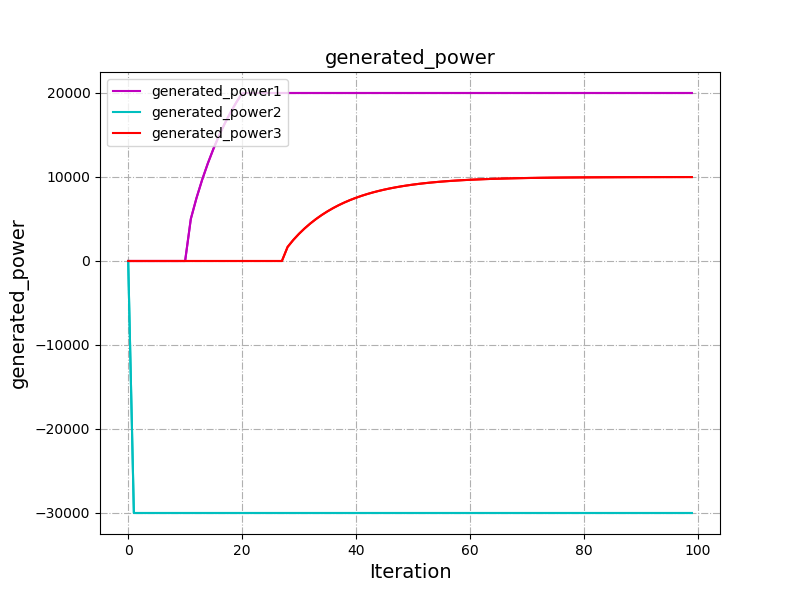 generated_power
generated_power1
generated_power2
generated_power3
20000
10000
0
−10000
−20000
−30000
generated_power
0
20
40
60
80
100
Iteration